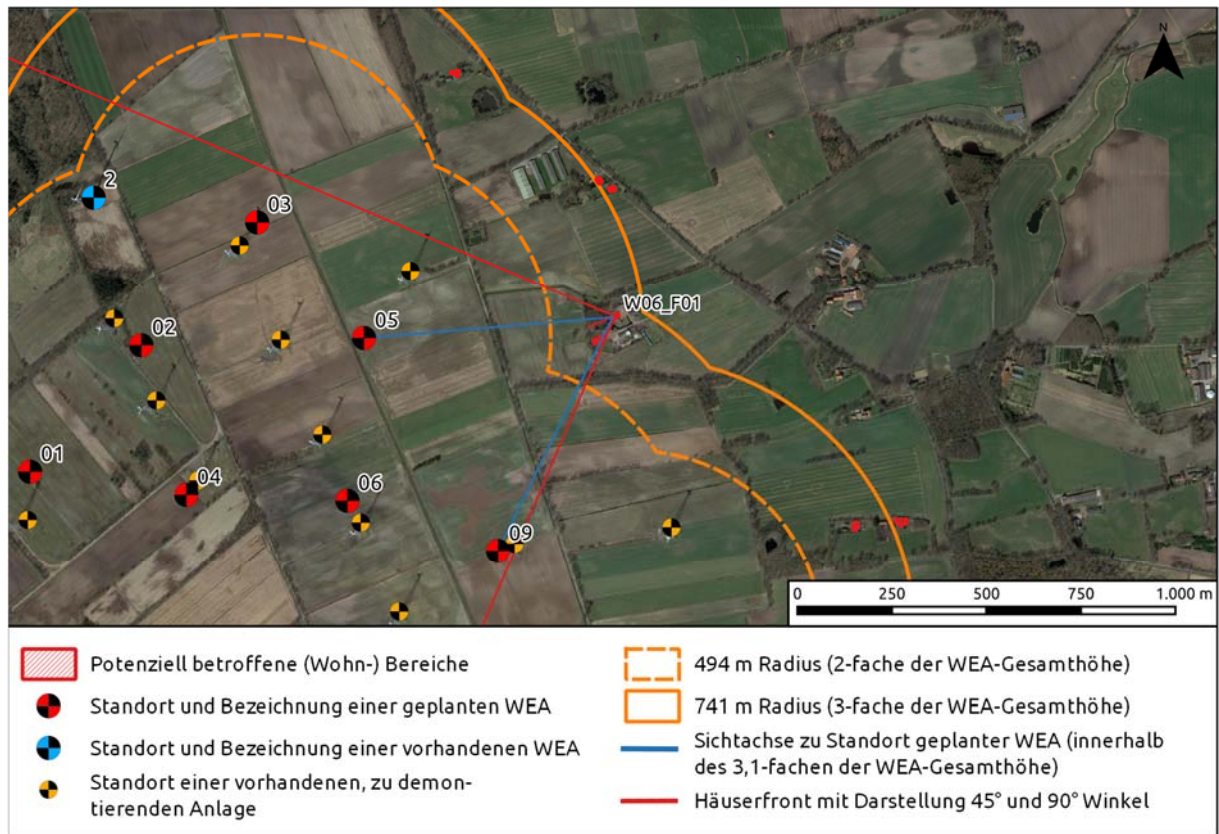 N
2
03
W06_F01
05
02
01
04
06
09
0 250 500 750 1.000 m
Potenziell betroffene (Wohn-) Bereiche
Standort und Bezeichnung einer geplanten WEA
Standort und Bezeichnung einer vorhandenen WEA
Standort einer vorhandenen, zu demon-
tierenden Anlage
494 m Radius (2-fache der WEA-Gesamthöhe)
741 m Radius (3-fache der WEA-Gesamthöhe)
Sichtachse zu Standort geplanter WEA (innerhalb
des 3,1-fachen der WEA-Gesamthöhe)
Häuserfront mit Darstellung 45° und 90° Winkel